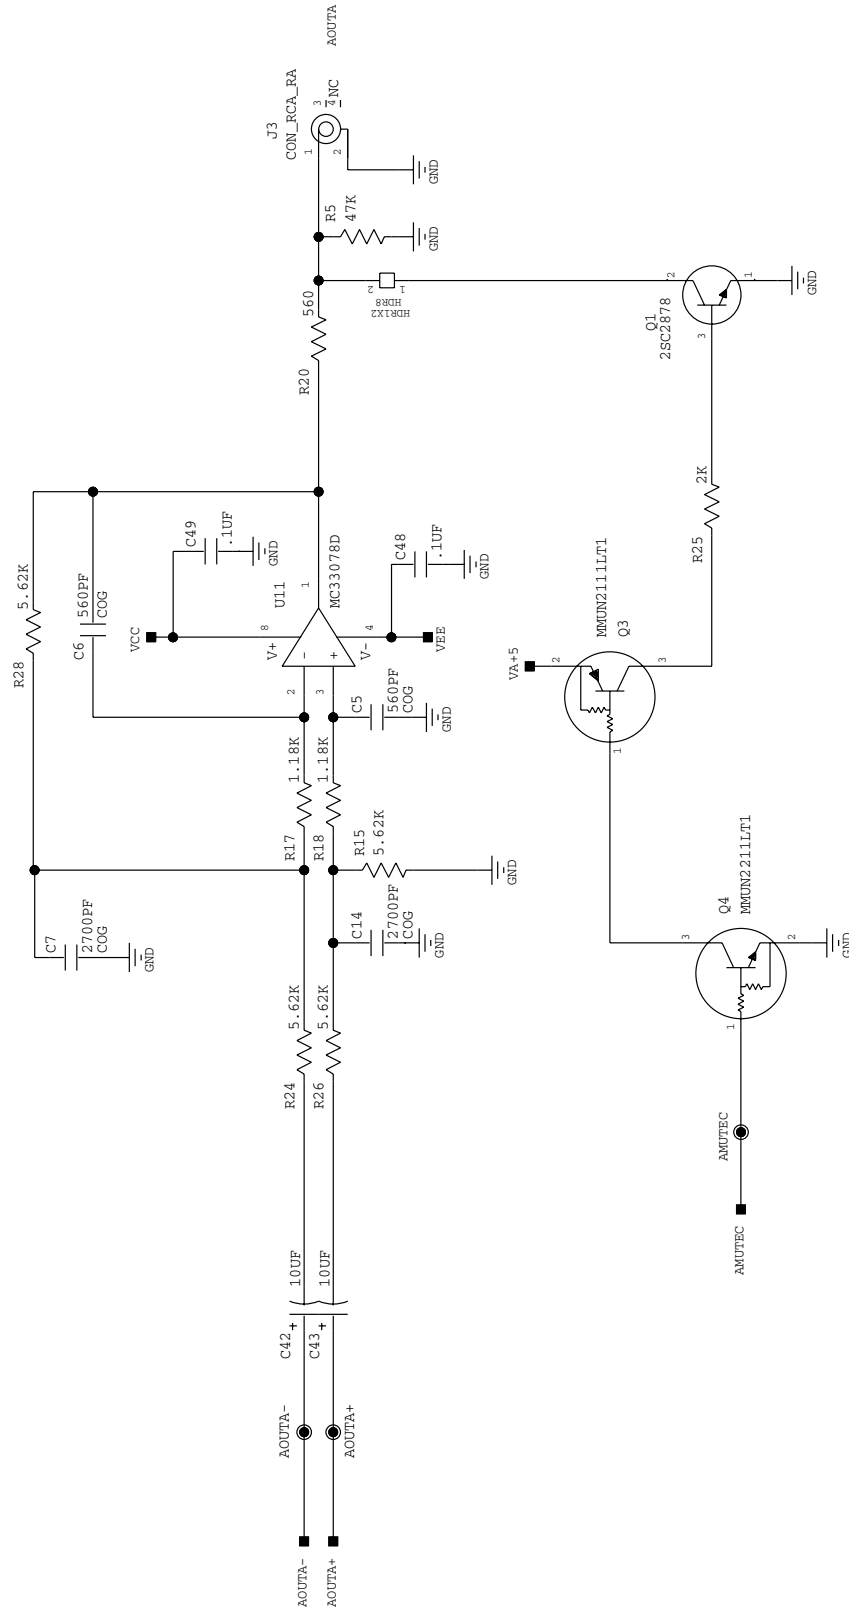 AOUTA
J3
CON_RCA_RA
3
4
NC
1
2
GND
R5
47K
GND
560
R20
2
1
HDR8
HDR1X2
2
1
3
Q1
2SC2878
GND
2K
R25
5.62K
R28
560PF
COG
C6
C49
.1UF
GND
VCC
8
V+
U11
1
MC33078D
C48
.1UF
GND
4
V-
VEE
2
3
-
+
C5
560PF
COG
GND
1.18K
R17
1.18K
R18
R15
5.62K
GND
C14
2700PF
COG
GND
C7
2700PF
COG
GND
MMUN2111LT1
Q3
VA+5
2
3
1
Q4
MMUN2211LT1
3
2
1
GND
5.62K
R24
5.62K
R26
AMUTEC
AMUTEC
10UF
C42
+
10UF
C43
+
AOUTA-
AOUTA+
AOUTA-
AOUTA+